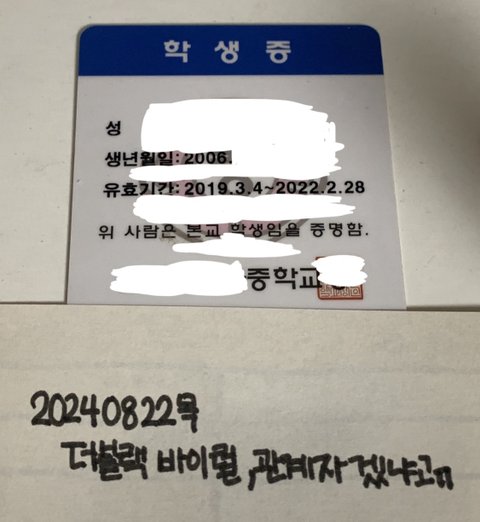 학생증
성
생년월일: 2006.
유효기간: 2019.3.4~2022.2.28
위 사람은 본교 학생임을 증명함.
중학교
20240822목
더블랙 바이퀄, 관계자겠냐고ㅠ